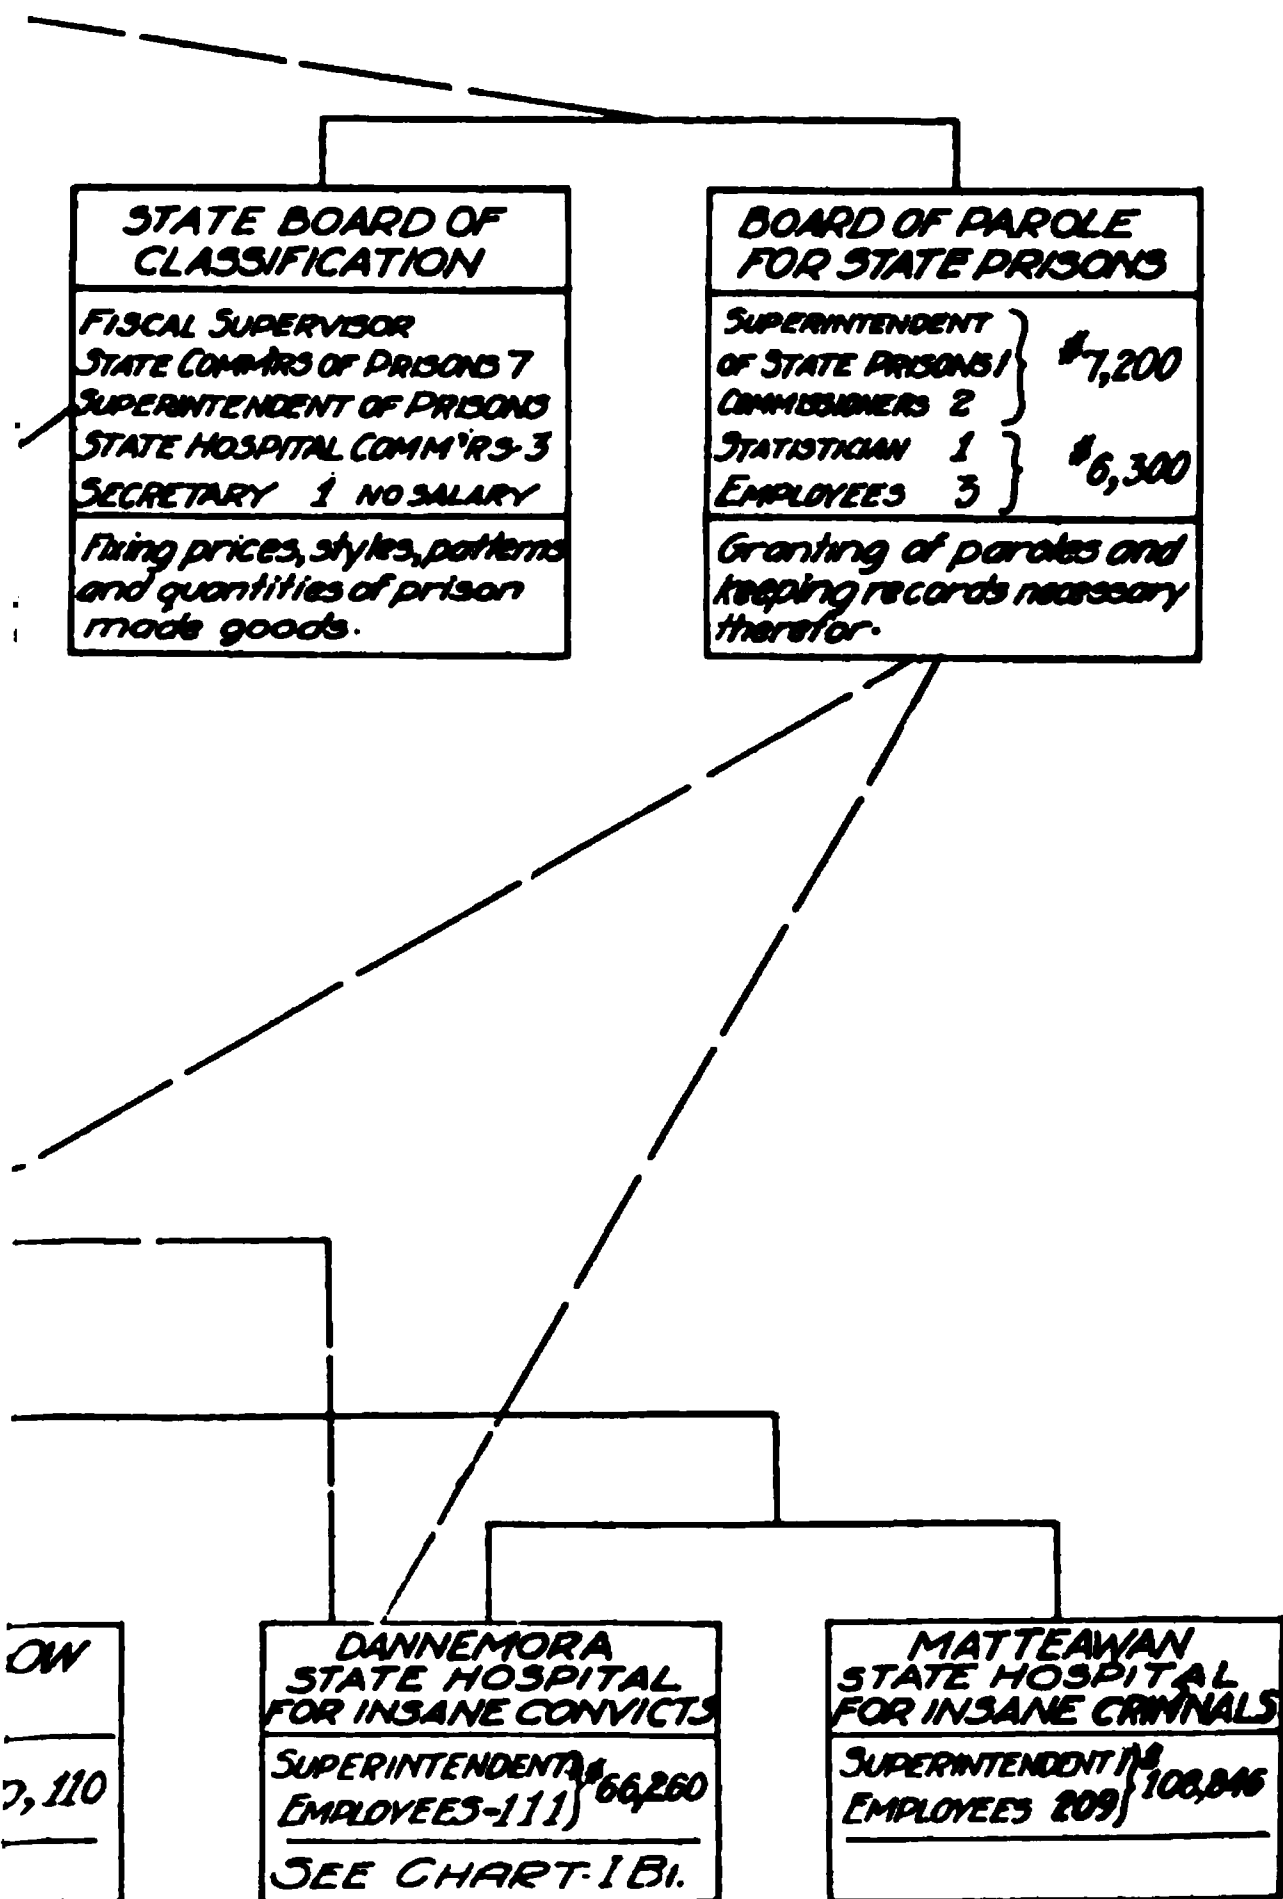 STATE BOARD OF
CLASSIFICATION
FISCAL SUPERVISOR
STATE COMM'RS OF PRISONS 7
SUPERINTENDENT OF PRISONS
STATE HOSPITAL COMM'RS-3
SECRETARY 1 NO SALARY
Fixing prices, styles, patterns
and quantities of prison
made goods.
BOARD OF PAROLE
FOR STATE PRISONS
SUPERINTENDENT
OF STATE PRISONS 1
COMMISSIONERS 2
$7,200
STATISTICIAN 1
EMPLOYEES 3
$6,300
Granting of paroles and
keeping records necessary
therefor.
OW
, 110
DANNEMORA
STATE HOSPITAL
FOR INSANE CONVICTS
SUPERINTENDENT 1
EMPLOYEES-111
$66,260
SEE CHART-I B1.
MATTEAWAN
STATE HOSPITAL
FOR INSANE CRIMINALS
SUPERINTENDENT 1
EMPLOYEES 209
$108,846